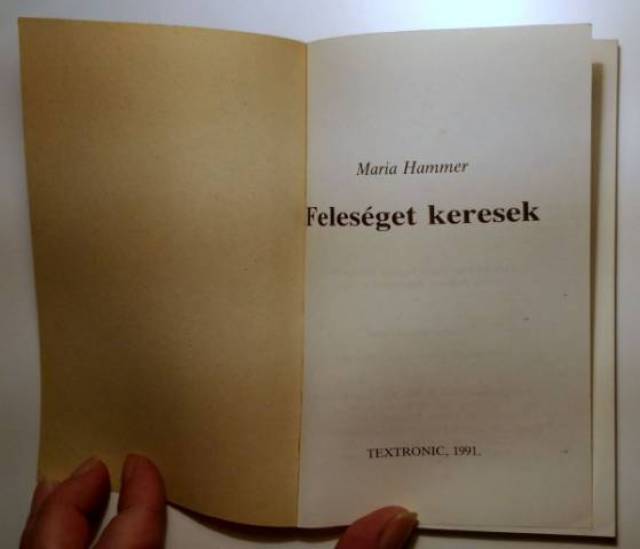 Maria Hammer
Feleséget keresek
TEXTRONIC, 1991.